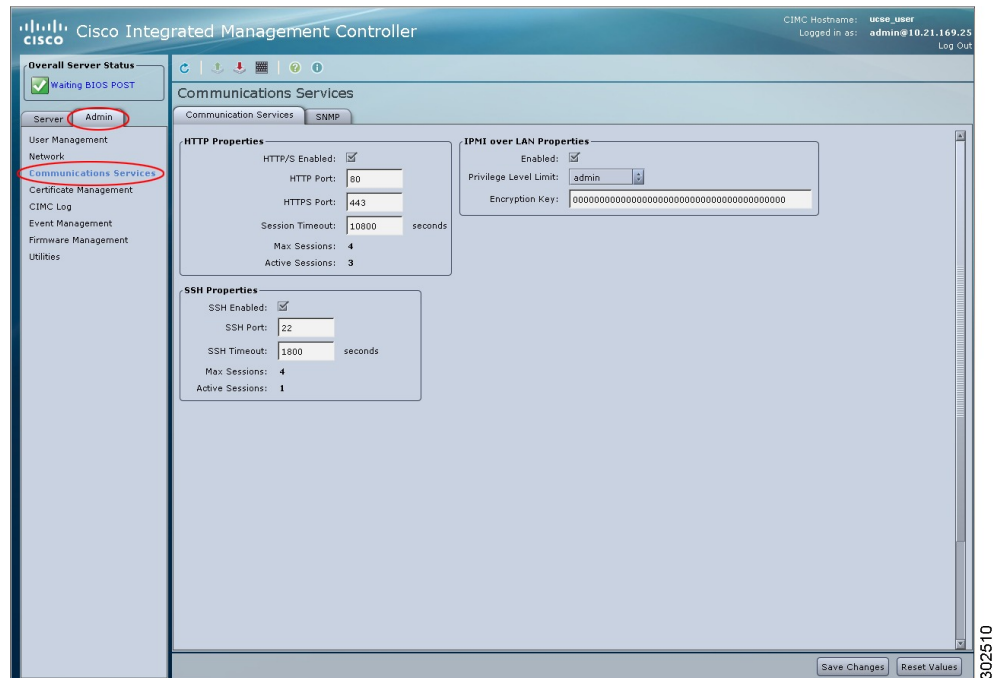 CISCO
Cisco Integrated Management Controller
CIMC Hostname: ucse_user
Logged in as: admin@10.21.169.25
Log Out
Overall Server Status
Waiting BIOS POST
Server
Admin
User Management
Network
Communications Services
Certificate Management
CIMC Log
Event Management
Firmware Management
Utilities
Communications Services
Communication Services
SNMP
HTTP Properties
HTTP/S Enabled:
HTTP Port: 80
HTTPS Port: 443
Session Timeout: 10800 seconds
Max Sessions: 4
Active Sessions: 3
IPMI over LAN Properties
Enabled:
Privilege Level Limit: admin
Encryption Key: 0000000000000000000000000000000000000000
SSH Properties
SSH Enabled:
SSH Port: 22
SSH Timeout: 1800 seconds
Max Sessions: 4
Active Sessions: 1
Save Changes
Reset Values
302510